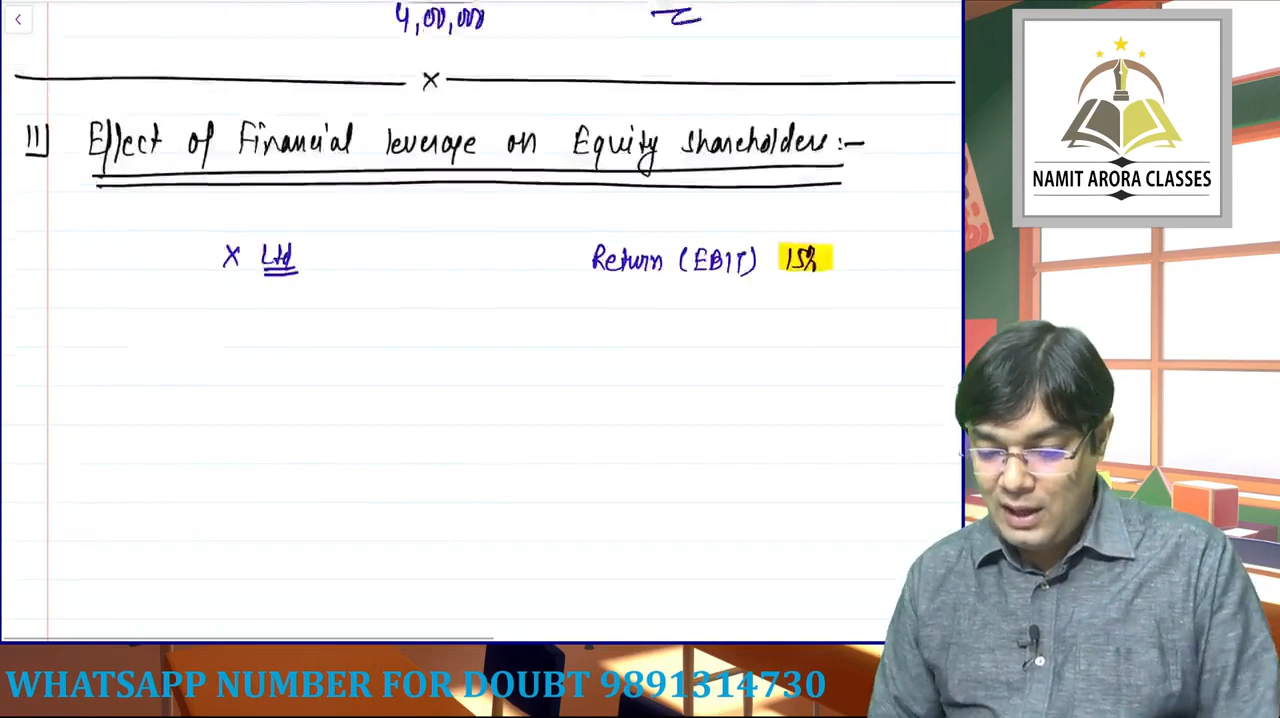 4,00,000
x
11] Effect of Financial leverage on Equity Shareholders:-
X Ltd
Return (EBIT) 15%
NAMIT ARORA CLASSES
WHATSAPP NUMBER FOR DOUBT 9891314730